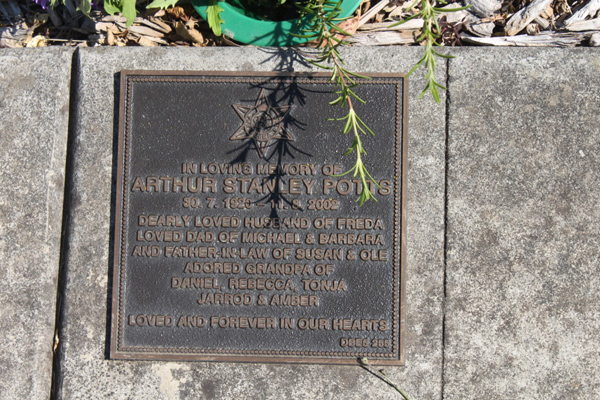 IN LOVING MEMORY OF
ARTHUR STANLEY POTTS
DEARLY LOVED HUSBAND OF FREDA
LOVED DAD OF MICHAEL & BARBARA
AND FATHER-IN-LAW OF SUSAN & OLE
ADORED GRANDPA OF
DANIEL, REBECCA, TONJA
JARROD & AMBER
LOVED AND FOREVER IN OUR HEARTS